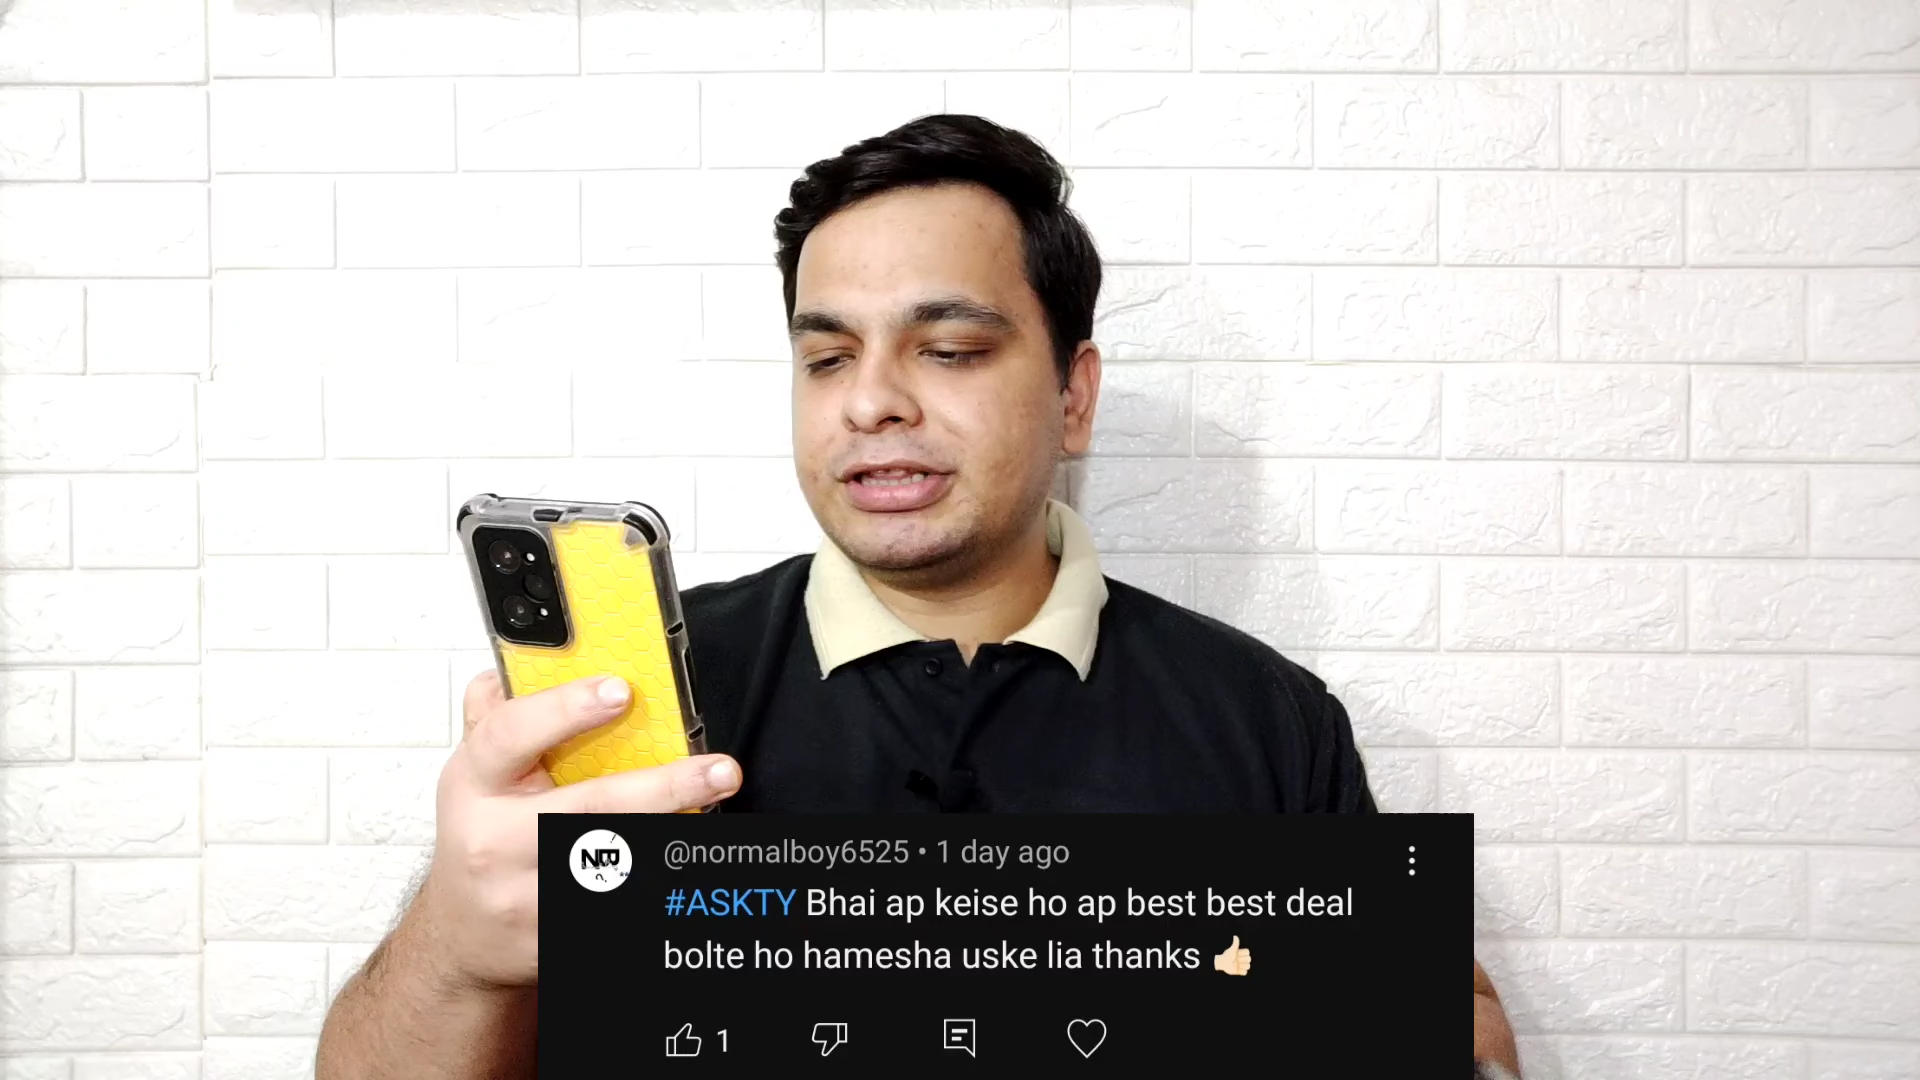 NB
@normalboy6525 • 1 day ago
#ASKTY Bhai ap keise ho ap best best deal
bolte ho hamesha uske lia thanks 👍🏻
1